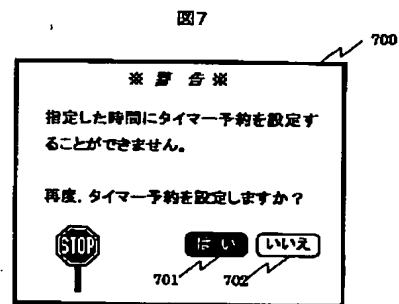 図7
700
※ 警 告 ※
指定した時間にタイマー予約を設定す
ることができません。
再度，タイマー予約を設定しますか？
STOP
は い
いいえ
701
702